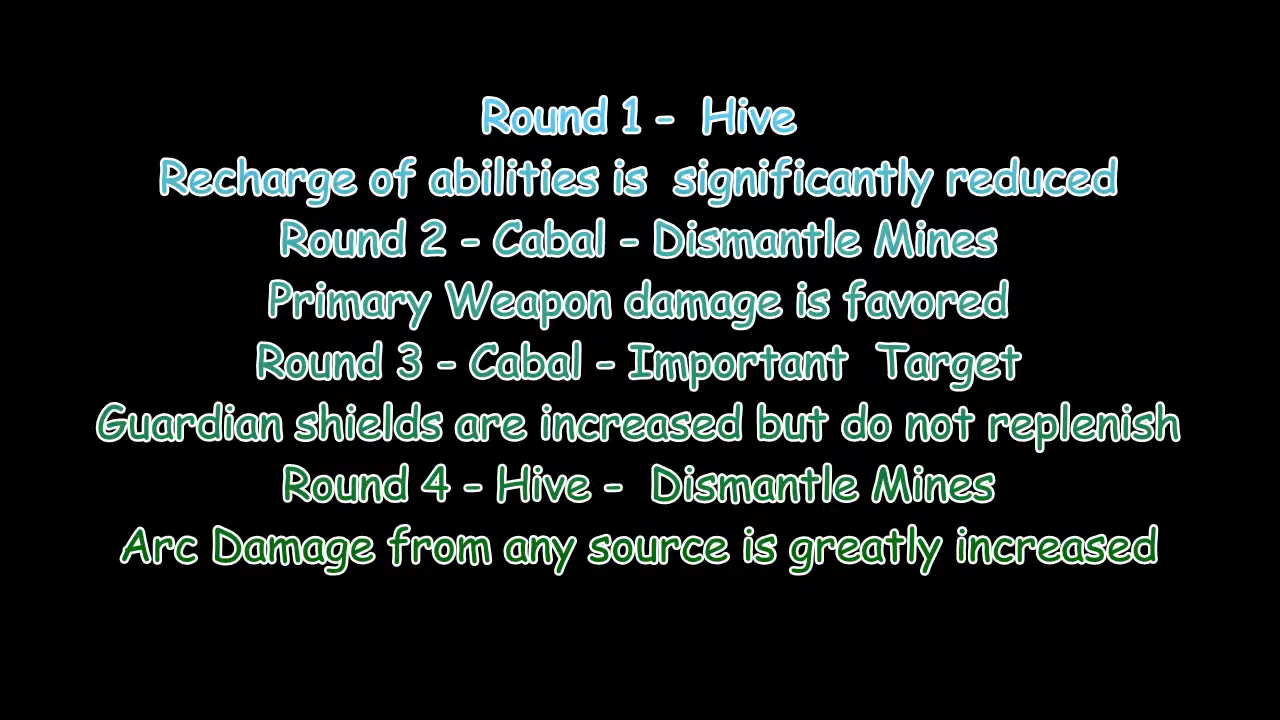 Round 1 - Hive
Recharge of abilities is significantly reduced
Round 2 - Cabal - Dismantle Mines
Primary Weapon damage is favored
Round 3 - Cabal - Important Target
Guardian shields are increased but do not replenish
Round 4 - Hive - Dismantle Mines
Arc Damage from any source is greatly increased